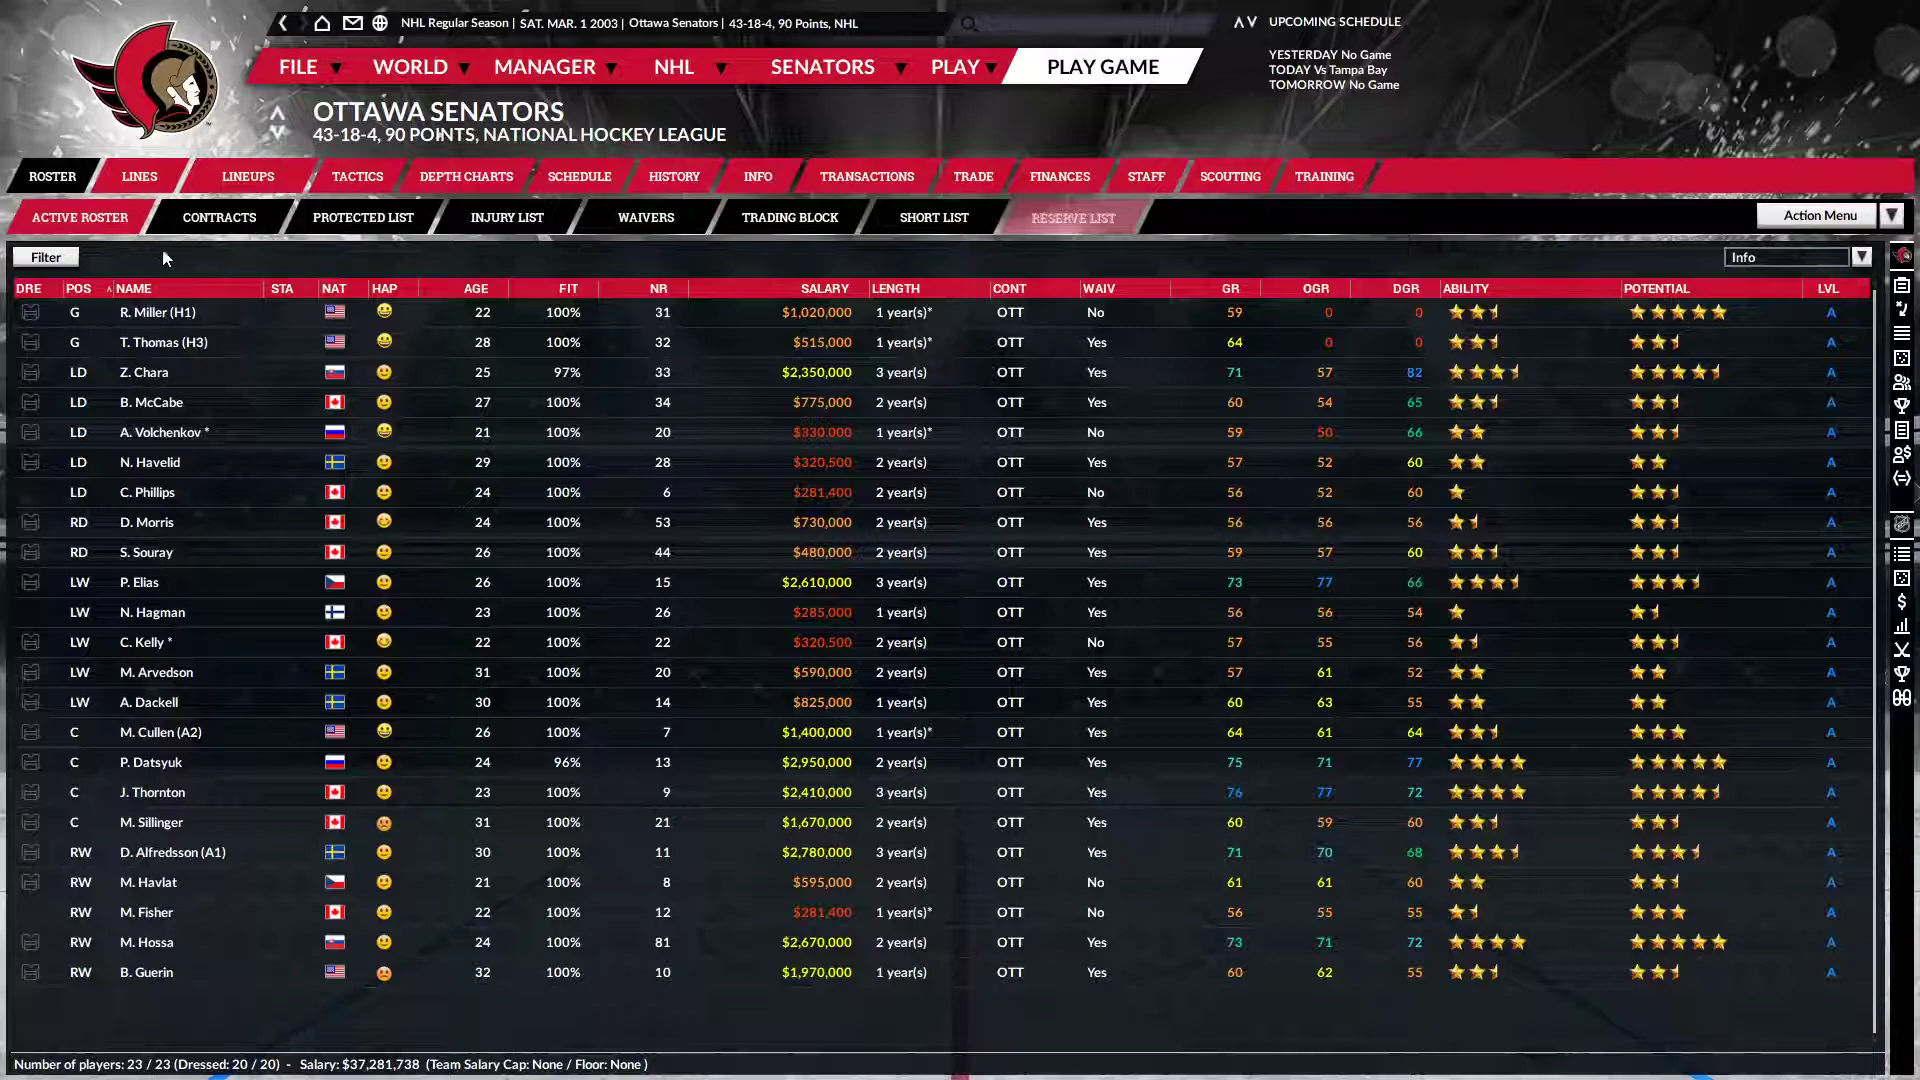 NHL Regular Season | SAT. MAR. 1 2003 | Ottawa Senators | 43-18-4, 90 Points, NHL
UPCOMING SCHEDULE
YESTERDAY No Game
TODAY Vs Tampa Bay
TOMORROW No Game
FILE WORLD MANAGER NHL SENATORS PLAY PLAY GAME
OTTAWA SENATORS
43-18-4, 90 POINTS, NATIONAL HOCKEY LEAGUE
ROSTER LINES LINEUPS TACTICS DEPTH CHARTS SCHEDULE HISTORY INFO TRANSACTIONS TRADE FINANCES STAFF SCOUTING TRAINING
ACTIVE ROSTER CONTRACTS PROTECTED LIST INJURY LIST WAIVERS TRADING BLOCK SHORT LIST RESERVE LIST Action Menu
Filter Info
DRE POS NAME STA NAT HAP AGE FIT NR SALARY LENGTH CONT WAIV GR OGR DGR ABILITY POTENTIAL LVL
G R. Miller (H1) 22 100% 31 $1,020,000 1 year(s)* OTT No 59 0 0 A
G T. Thomas (H3) 28 100% 32 $515,000 1 year(s)* OTT Yes 64 0 0 A
LD Z. Chara 25 97% 33 $2,350,000 3 year(s) OTT Yes 71 57 82 A
LD B. McCabe 27 100% 34 $775,000 2 year(s) OTT Yes 60 54 65 A
LD A. Volchenkov * 21 100% 20 $330,000 1 year(s)* OTT No 59 50 66 A
LD N. Havelid 29 100% 28 $320,500 2 year(s) OTT Yes 57 52 60 A
LD C. Phillips 24 100% 6 $281,400 2 year(s) OTT No 56 52 60 A
RD D. Morris 24 100% 53 $730,000 2 year(s) OTT Yes 56 56 56 A
RD S. Souray 26 100% 44 $480,000 2 year(s) OTT Yes 59 57 60 A
LW P. Elias 26 100% 15 $2,610,000 3 year(s) OTT Yes 73 77 66 A
LW N. Hagman 23 100% 26 $285,000 1 year(s) OTT Yes 56 56 54 A
LW C. Kelly * 22 100% 22 $320,500 2 year(s) OTT No 57 55 56 A
LW M. Arvedson 31 100% 20 $590,000 2 year(s) OTT Yes 57 61 52 A
LW A. Dackell 30 100% 14 $825,000 1 year(s) OTT Yes 60 63 55 A
C M. Cullen (A2) 26 100% 7 $1,400,000 1 year(s)* OTT Yes 64 61 64 A
C P. Datsyuk 24 96% 13 $2,950,000 2 year(s) OTT Yes 75 71 77 A
C J. Thornton 23 100% 9 $2,410,000 3 year(s) OTT Yes 76 77 72 A
C M. Sillinger 31 100% 21 $1,670,000 2 year(s) OTT Yes 60 59 60 A
RW D. Alfredsson (A1) 30 100% 11 $2,780,000 3 year(s) OTT Yes 71 70 68 A
RW M. Havlat 21 100% 8 $595,000 2 year(s) OTT No 61 61 60 A
RW M. Fisher 22 100% 12 $281,400 1 year(s)* OTT No 56 55 55 A
RW M. Hossa 24 100% 81 $2,670,000 2 year(s) OTT Yes 73 71 72 A
RW B. Guerin 32 100% 10 $1,970,000 1 year(s) OTT Yes 60 62 55 A
Number of players: 23 / 23 (Dressed: 20 / 20) - Salary: $37,281,738 (Team Salary Cap: None / Floor: None )